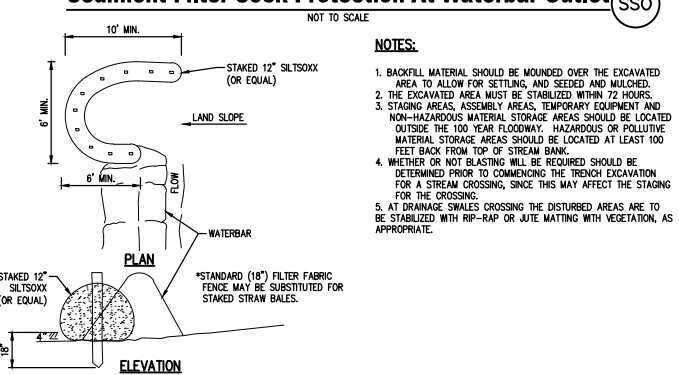 Sediment Filter Sock Protection At Waterbar Outlet
SSO
NOT TO SCALE
10' MIN.
STAKED 12" SILTSOXX
(OR EQUAL)
6' MIN.
LAND SLOPE
6' MIN.
FLOW
WATERBAR
PLAN
STAKED 12"
SILTSOXX
(OR EQUAL)
*STANDARD (18") FILTER FABRIC
FENCE MAY BE SUBSTITUTED FOR
STAKED STRAW BALES.
4"
18"
ELEVATION
NOTES:
1. BACKFILL MATERIAL SHOULD BE MOUNDED OVER THE EXCAVATED
AREA TO ALLOW FOR SETTLING, AND SEEDED AND MULCHED.
2. THE EXCAVATED AREA MUST BE STABILIZED WITHIN 72 HOURS.
3. STAGING AREAS, ASSEMBLY AREAS, TEMPORARY EQUIPMENT AND
NON-HAZARDOUS MATERIAL STORAGE AREAS SHOULD BE LOCATED
OUTSIDE THE 100 YEAR FLOODWAY. HAZARDOUS OR POLLUTIVE
MATERIAL STORAGE AREAS SHOULD BE LOCATED AT LEAST 100
FEET BACK FROM TOP OF STREAM BANK.
4. WHETHER OR NOT BLASTING WILL BE REQUIRED SHOULD BE
DETERMINED PRIOR TO COMMENCING THE TRENCH EXCAVATION
FOR A STREAM CROSSING, SINCE THIS MAY AFFECT THE STAGING
FOR THE CROSSING.
5. AT DRAINAGE SWALES CROSSING THE DISTURBED AREAS ARE TO
BE STABILIZED WITH RIP-RAP OR JUTE MATTING WITH VEGETATION, AS
APPROPRIATE.